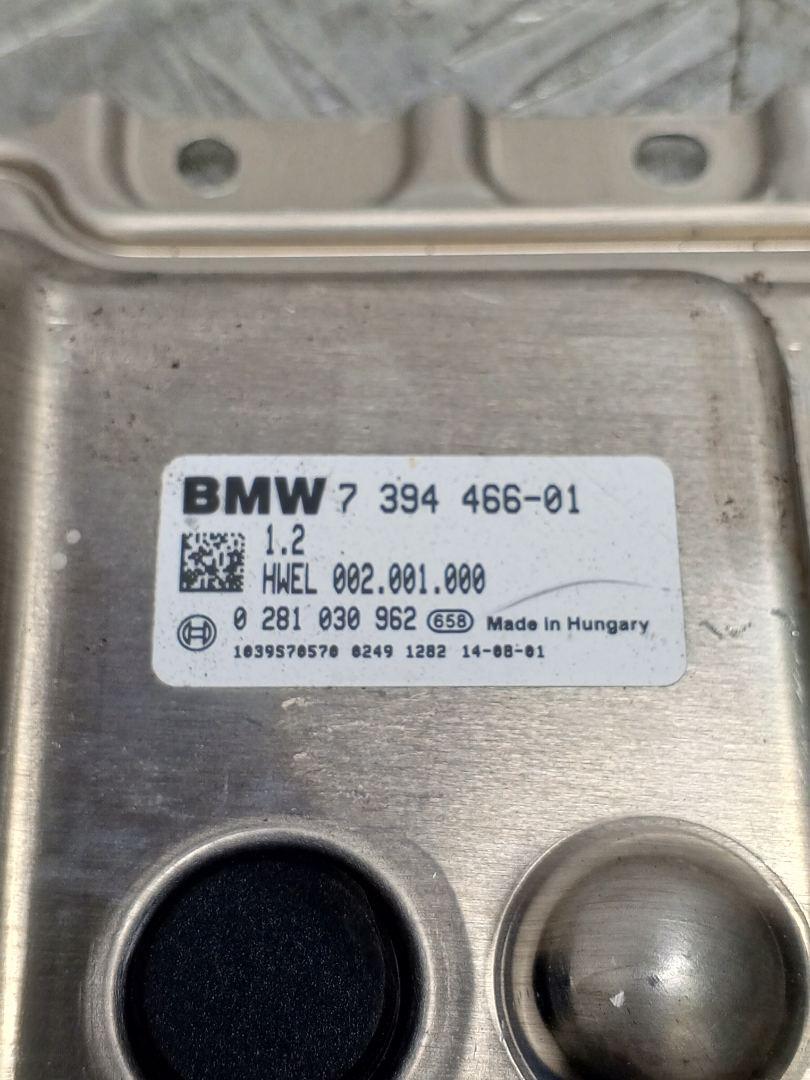 BMW 7 394 466-01
1.2
HWEL 002.001.000
0 281 030 962 658 Made in Hungary
1039S70570 0249 1282 14-08-01